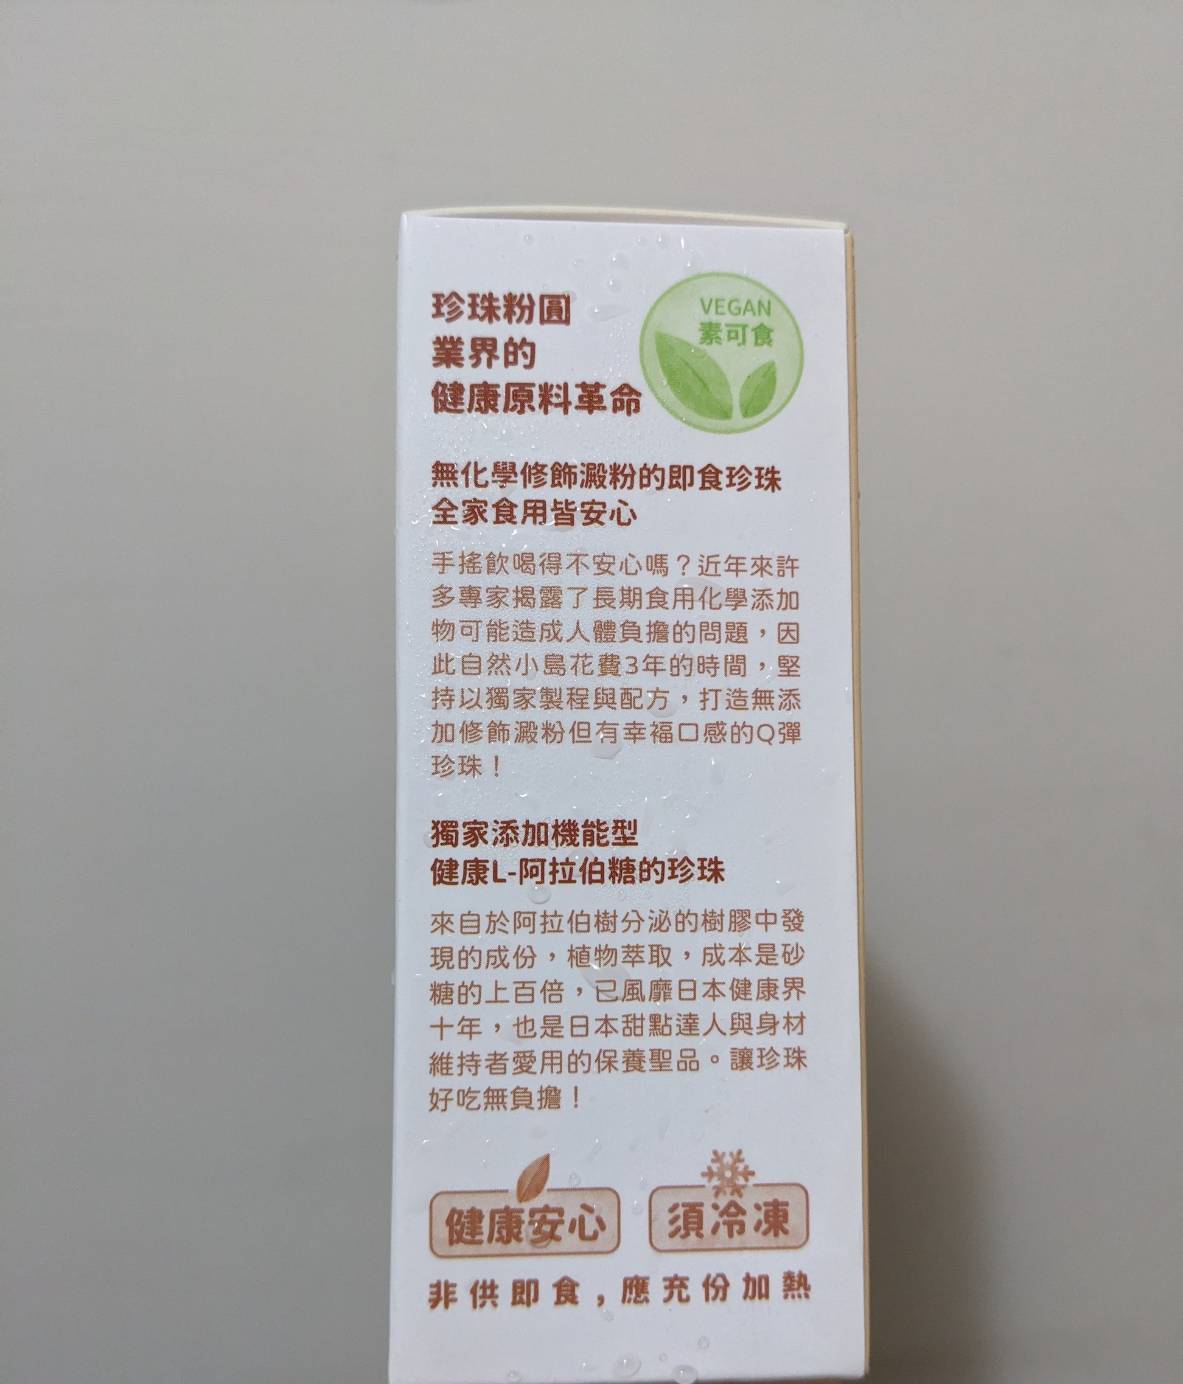 珍珠粉圓
業界的
健康原料革命
VEGAN
素可食
無化學修飾澱粉的即食珍珠
全家食用皆安心
手搖飲喝得不安心嗎？近年來許
多專家揭露了長期食用化學添加
物可能造成人體負擔的問題，因
此自然小島花費3年的時間，堅
持以獨家製程與配方，打造無添
加修飾澱粉但有幸福口感的Q彈
珍珠！
獨家添加機能型
健康L-阿拉伯糖的珍珠
來自於阿拉伯樹分泌的樹膠中發
現的成份，植物萃取，成本是砂
糖的上百倍，已風靡日本健康界
十年，也是日本甜點達人與身材
維持者愛用的保養聖品。讓珍珠
好吃無負擔！
健康安心
須冷凍
非供即食,應充份加熱